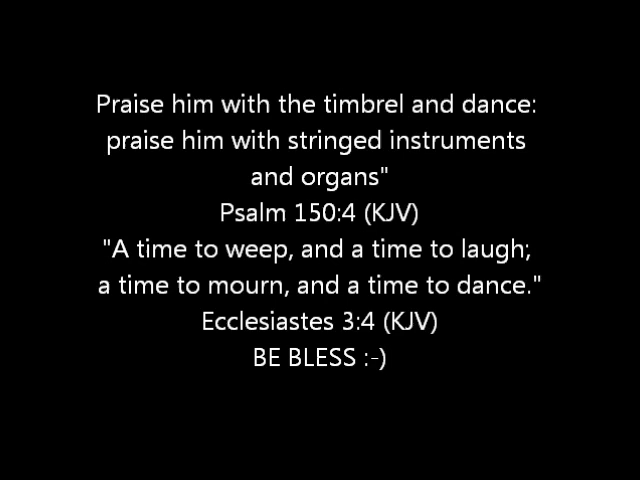 Praise him with the timbrel and dance:
praise him with stringed instruments
and organs"
Psalm 150:4 (KJV)
"A time to weep, and a time to laugh;
a time to mourn, and a time to dance."
Ecclesiastes 3:4 (KJV)
BE BLESS :-)